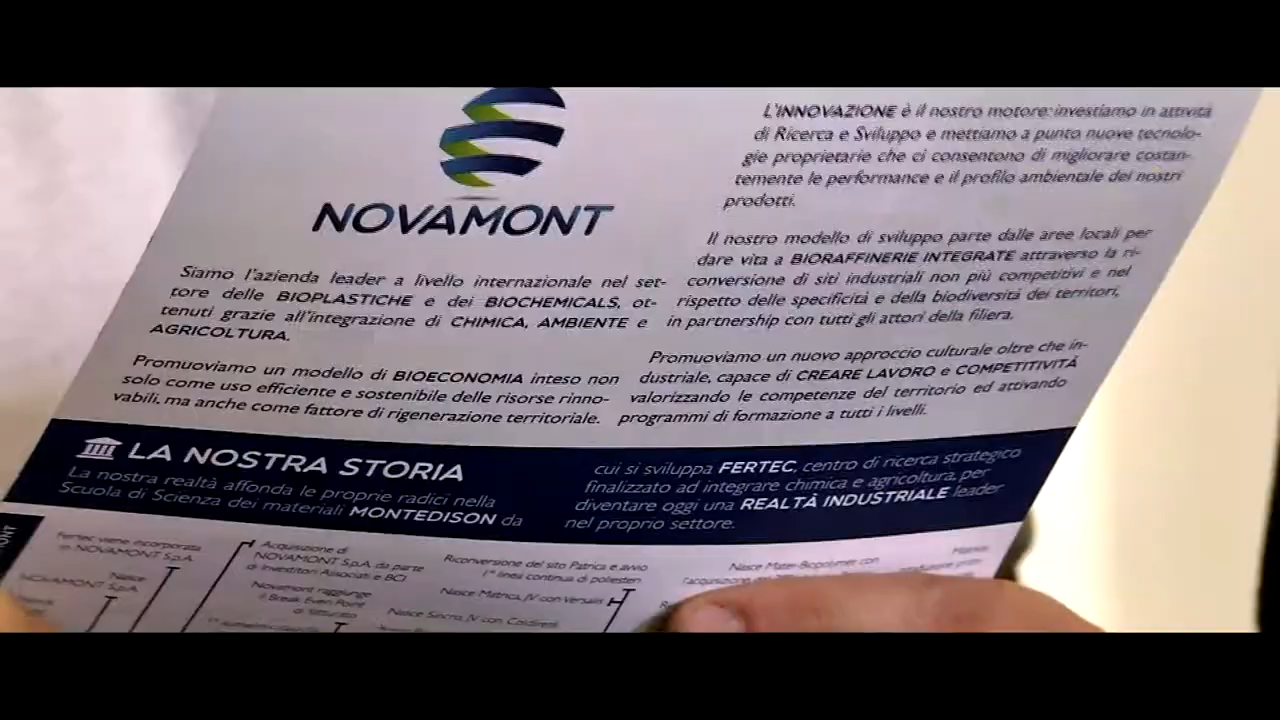 NOVAMONT
Siamo l'azienda leader a livello internazionale nel set-
tore delle BIOPLASTICHE e dei BIOCHEMICALS, ot-
tenuti grazie all'integrazione di CHIMICA, AMBIENTE e
AGRICOLTURA.
Promuoviamo un modello di BIOECONOMIA inteso non
solo come uso efficiente e sostenibile delle risorse rinno-
vabili, ma anche come fattore di rigenerazione territoriale.
L'INNOVAZIONE è il nostro motore: investiamo in attività
di Ricerca e Sviluppo e mettiamo a punto nuove tecnolo-
gie proprietarie che ci consentono di migliorare costan-
temente le performance e il profilo ambientale dei nostri
prodotti.
Il nostro modello di sviluppo parte dalle aree locali per
dare vita a BIORAFFINERIE INTEGRATE attraverso la ri-
conversione di siti industriali non più competitivi e nel
rispetto delle specificità e della biodiversità dei territori,
in partnership con tutti gli attori della filiera.
Promuoviamo un nuovo approccio culturale oltre che in-
dustriale, capace di CREARE LAVORO e COMPETITIVITÀ
valorizzando le competenze del territorio ed attivando
programmi di formazione a tutti i livelli.
LA NOSTRA STORIA
La nostra realtà affonda le proprie radici nella
Scuola di Scienza dei materiali MONTEDISON da
cui si sviluppa FERTEC, centro di ricerca strategico
finalizzato ad integrare chimica e agricoltura, per
diventare oggi una REALTÀ INDUSTRIALE leader
nel proprio settore.
Fertec viene incorporata
in NOVAMONT S.p.A.
Nasce
NOVAMONT S.p.A.
Acquisizione di
NOVAMONT S.p.A. da parte
di Investitori Associati e BCI
Novamont raggiunge
il Break Even Point
di fatturato
Riconversione del sito Patrica e avvio
1ª linea continua di poliesteri
Nasce Matrica, JV con Versalis
Nasce Sincro, JV con Coldiretti
Nasce Mater-Biopolymer con